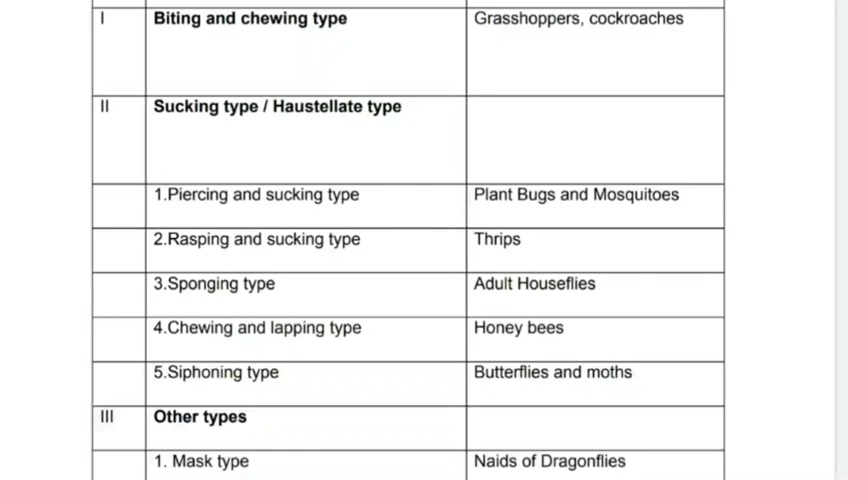 I Biting and chewing type Grasshoppers, cockroaches
II Sucking type / Haustellate type
1.Piercing and sucking type Plant Bugs and Mosquitoes
2.Rasping and sucking type Thrips
3.Sponging type Adult Houseflies
4.Chewing and lapping type Honey bees
5.Siphoning type Butterflies and moths
III Other types
1. Mask type Naids of Dragonflies